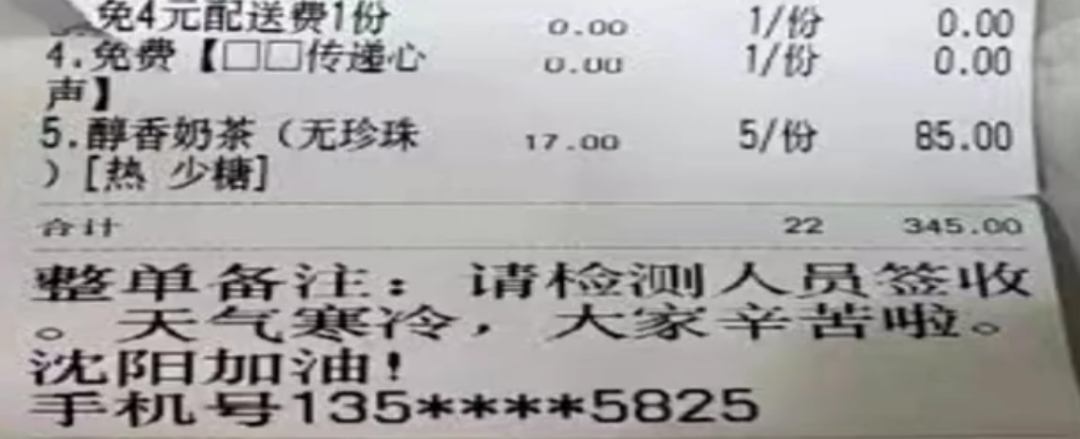 免4元配送费1份 0.00 1/份 0.00
4.免费【□□传递心 0.00 1/份 0.00
声】
5.醇香奶茶（无珍珠 17.00 5/份 85.00
）[热 少糖]
合计 22 345.00
整单备注：请检测人员签收
。天气寒冷，大家辛苦啦。
沈阳加油！
手机号135****5825